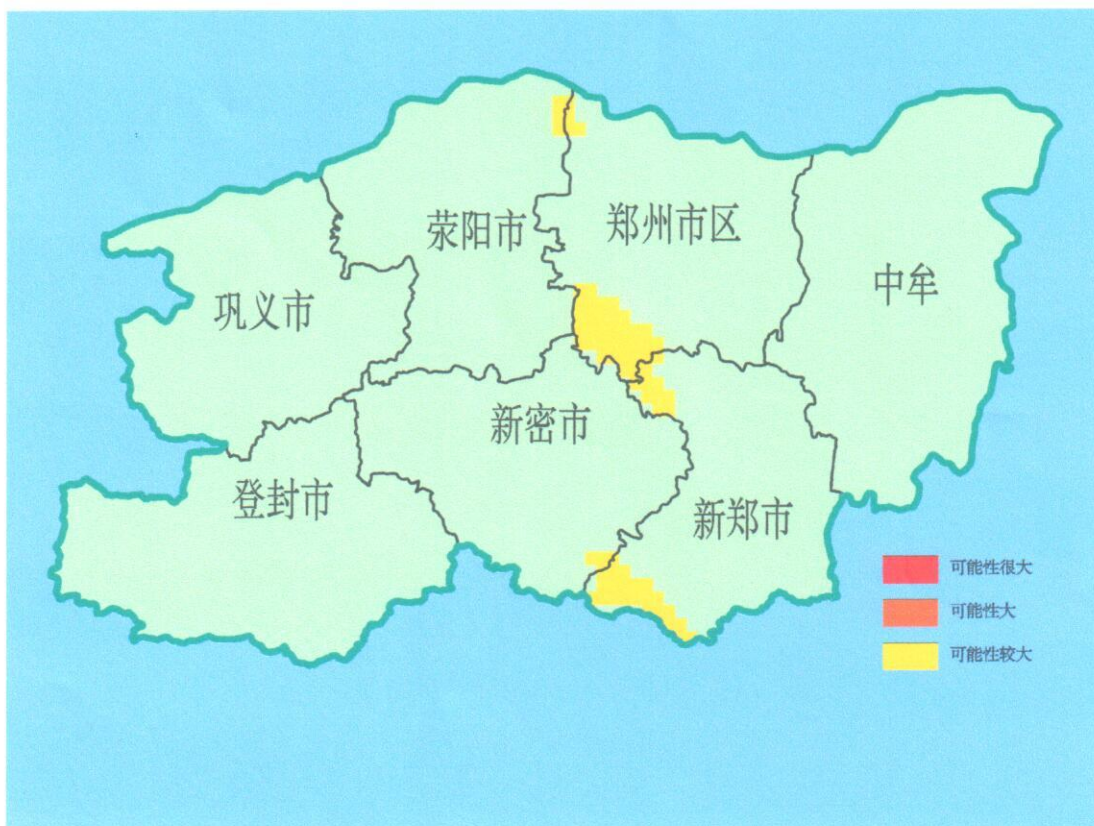 荥阳市
郑州市区
中牟
巩义市
新密市
登封市
新郑市
可能性很大
可能性大
可能性较大